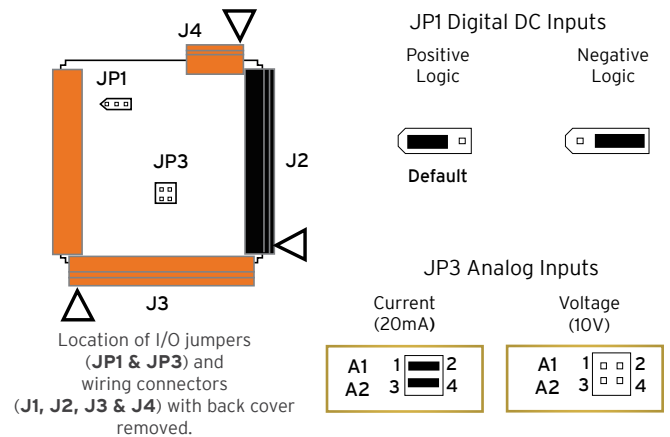 J4
JP1
JP3
J2
J3
Location of I/O jumpers
(JP1 & JP3) and
wiring connectors
(J1, J2, J3 & J4) with back cover
removed.
JP1 Digital DC Inputs
Positive
Logic
Default
Negative
Logic
JP3 Analog Inputs
Current
(20mA)
A1 1 2
A2 3 4
Voltage
(10V)
A1 1 2
A2 3 4